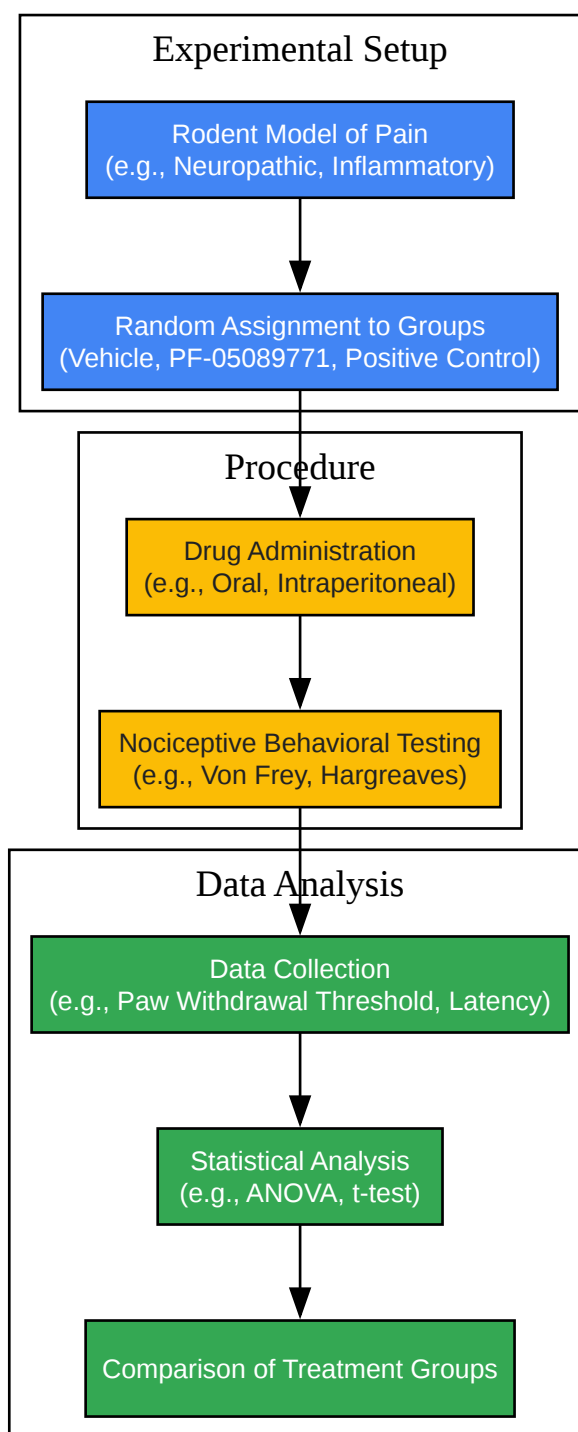 Experimental Setup
Rodent Model of Pain
(e.g., Neuropathic, Inflammatory)
Random Assignment to Groups
(Vehicle, PF-05089771, Positive Control)
Procedure
Drug Administration
(e.g., Oral, Intraperitoneal)
Nociceptive Behavioral Testing
(e.g., Von Frey, Hargreaves)
Data Analysis
Data Collection
(e.g., Paw Withdrawal Threshold, Latency)
Statistical Analysis
(e.g., ANOVA, t-test)
Comparison of Treatment Groups